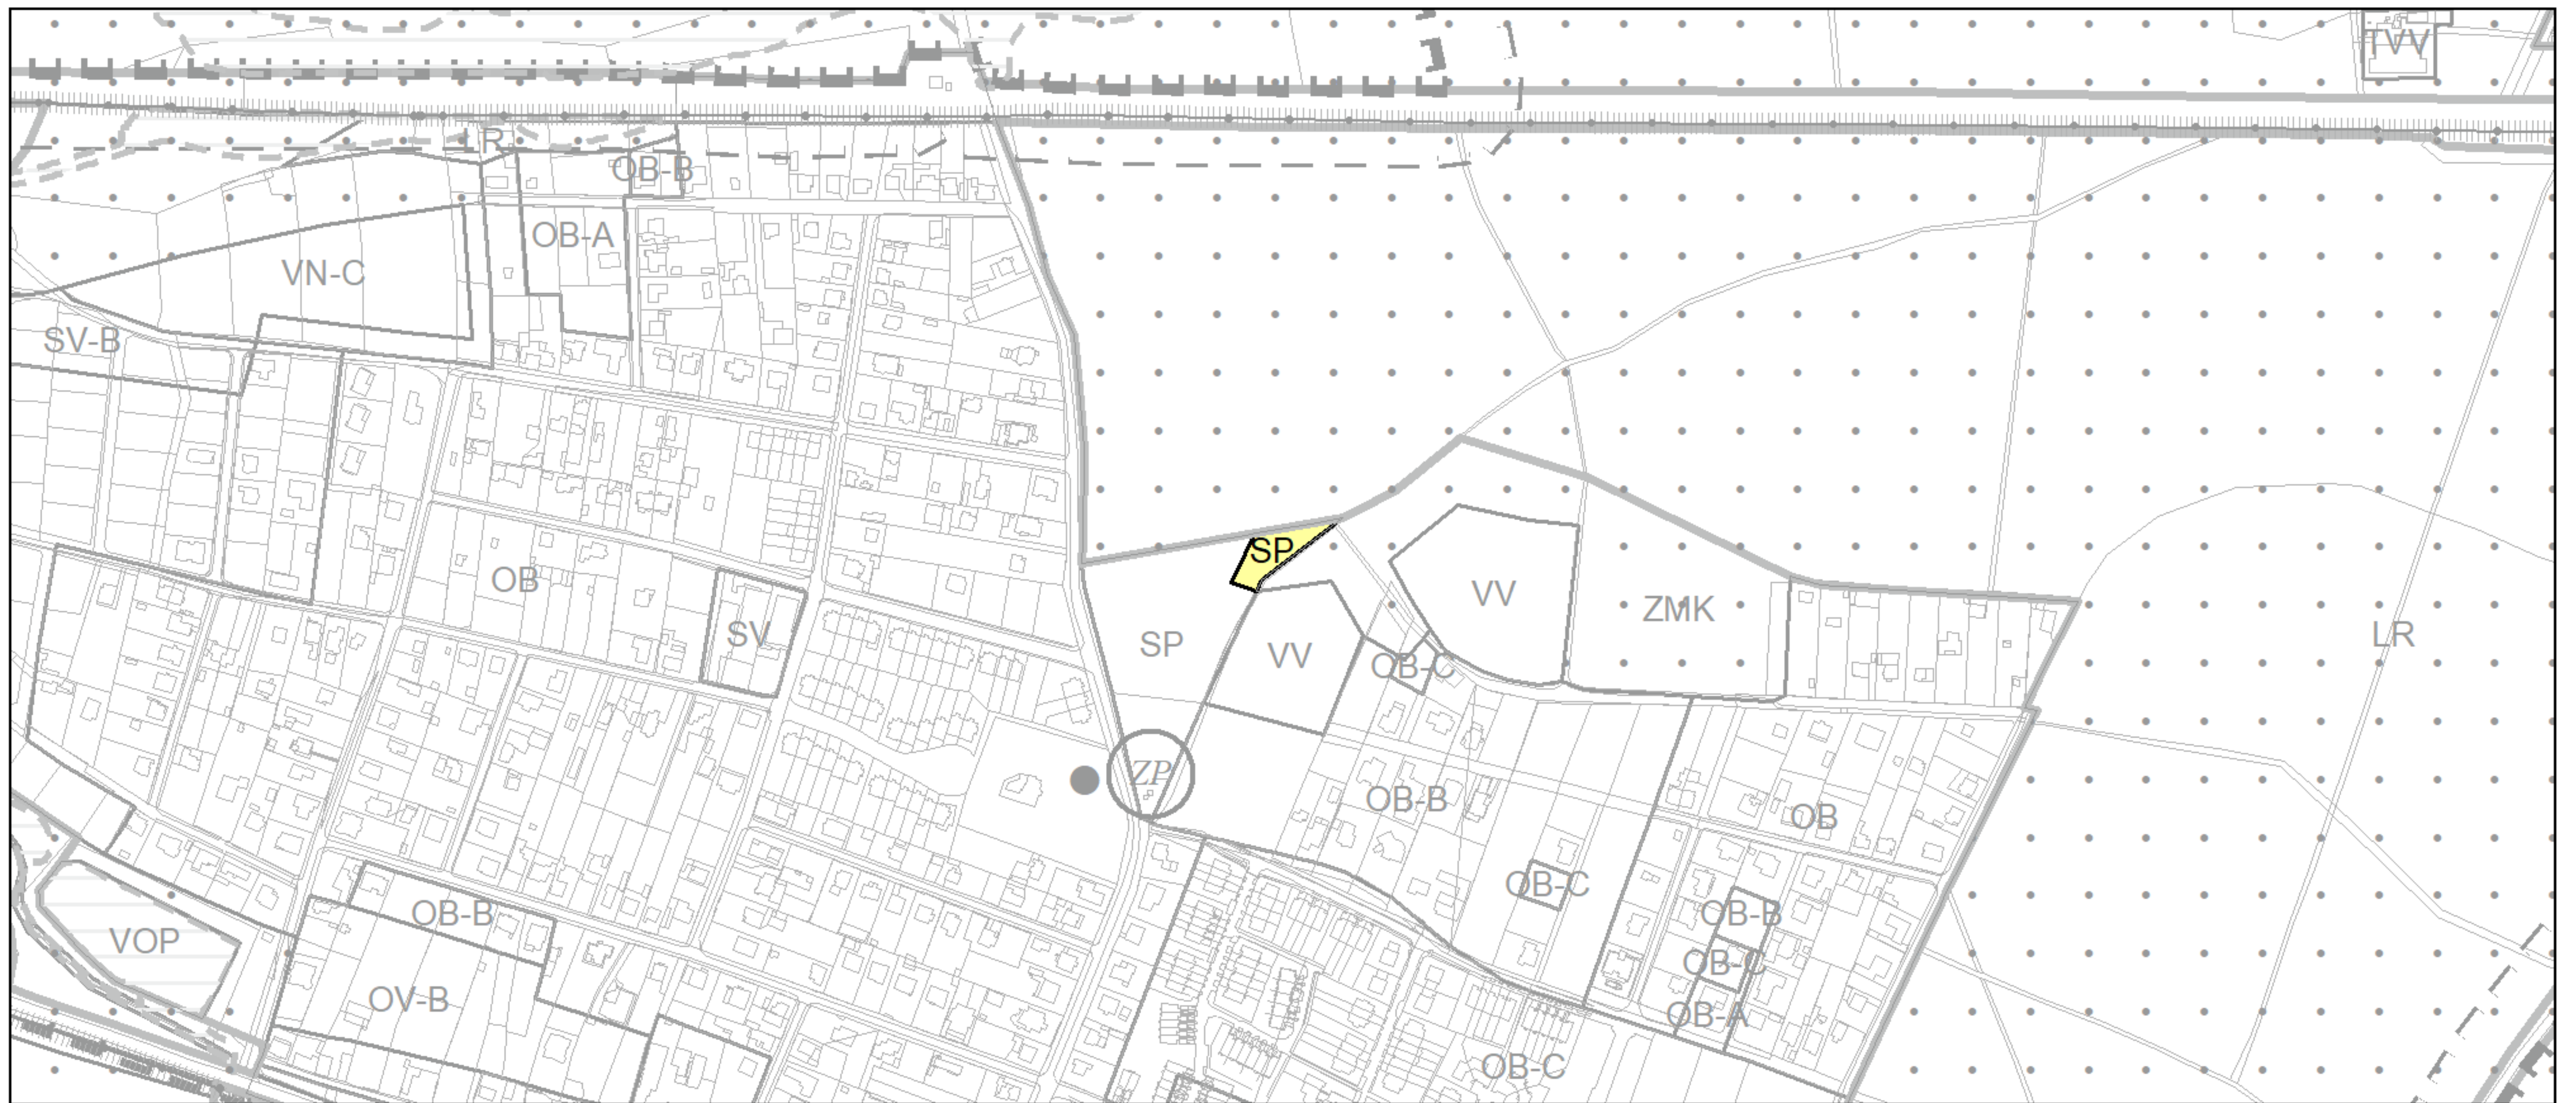 TVV
LR
OB-B
OB-A
VN-C
SV-B
SP
OB
VV
ZMK
SV
SP
VV
OB-C
LR
ZP
OB-B
OB
OB-C
OB-B
OB-B
VOP
OB-C
OV-B
OB-A
OB-C